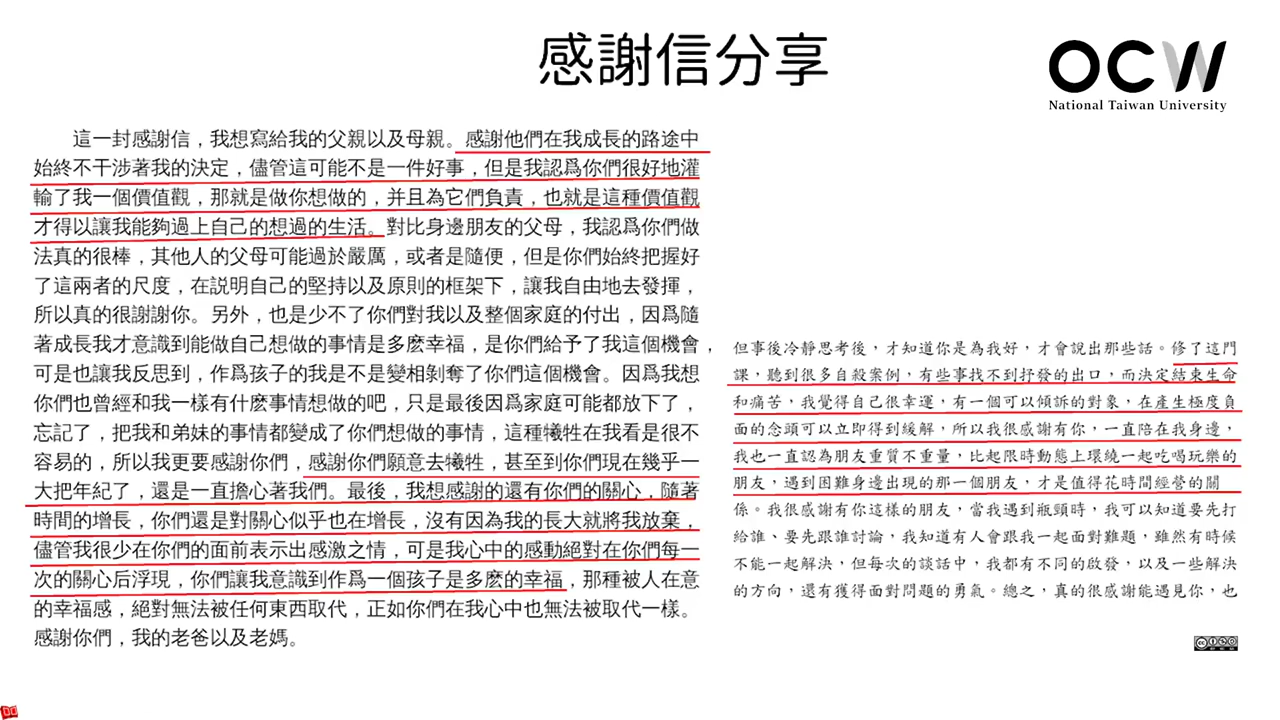 感謝信分享
OCW
National Taiwan University
這一封感謝信，我想寫給我的父親以及母親。感謝他們在我成長的路途中
始終不干涉著我的決定，儘管這可能不是一件好事，但是我認爲你們很好地灌
輸了我一個價值觀，那就是做你想做的，并且為它們負責，也就是這種價值觀
才得以讓我能夠過上自己的想過的生活。對比身邊朋友的父母，我認爲你們做
法真的很棒，其他人的父母可能過於嚴厲，或者是隨便，但是你們始終把握好
了這兩者的尺度，在説明自己的堅持以及原則的框架下，讓我自由地去發揮，
所以真的很謝謝你。另外，也是少不了你們對我以及整個家庭的付出，因爲隨
著成長我才意識到能做自己想做的事情是多麽幸福，是你們給予了我這個機會，
可是也讓我反思到，作爲孩子的我是不是變相剝奪了你們這個機會。因爲我想
你們也曾經和我一樣有什麽事情想做的吧，只是最後因爲家庭可能都放下了，
忘記了，把我和弟妹的事情都變成了你們想做的事情，這種犧牲在我看是很不
容易的，所以我更要感謝你們，感謝你們願意去犧牲，甚至到你們現在幾乎一
大把年紀了，還是一直擔心著我們。最後，我想感謝的還有你們的關心，隨著
時間的增長，你們還是對關心似乎也在增長，沒有因為我的長大就將我放棄，
儘管我很少在你們的面前表示出感激之情，可是我心中的感動絕對在你們每一
次的關心后浮現，你們讓我意識到作爲一個孩子是多麽的幸福，那種被人在意
的幸福感，絕對無法被任何東西取代，正如你們在我心中也無法被取代一樣。
感謝你們，我的老爸以及老媽。
但事後冷靜思考後，才知道你是為我好，才會說出那些話。修了這門
課，聽到很多自殺案例，有些事找不到抒發的出口，而決定結束生命
和痛苦，我覺得自己很幸運，有一個可以傾訴的對象，在產生極度負
面的念頭可以立即得到緩解，所以我很感謝有你，一直陪在我身邊，
我也一直認為朋友重質不重量，比起限時動態上環繞一起吃喝玩樂的
朋友，遇到困難身邊出現的那一個朋友，才是值得花時間經營的關
係。我很感謝有你這樣的朋友，當我遇到瓶頸時，我可以知道要先打
給誰、要先跟誰討論，我知道有人會跟我一起面對難題，雖然有時候
不能一起解決，但每次的談話中，我都有不同的啟發，以及一些解決
的方向，還有獲得面對問題的勇氣。總之，真的很感謝能遇見你，也